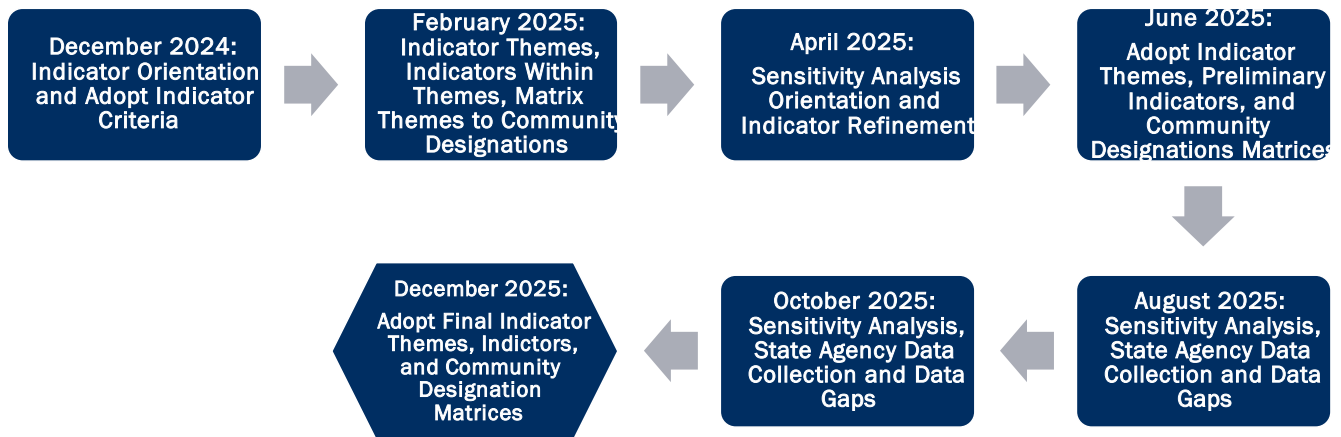 December 2024:
Indicator Orientation
and Adopt Indicator
Criteria
February 2025:
Indicator Themes,
Indicators Within
Themes, Matrix
Themes to Community
Designations
April 2025:
Sensitivity Analysis
Orientation and
Indicator Refinement
June 2025:
Adopt Indicator
Themes, Preliminary
Indicators, and
Community
Designations Matrices
August 2025:
Sensitivity Analysis,
State Agency Data
Collection and Data
Gaps
October 2025:
Sensitivity Analysis,
State Agency Data
Collection and Data
Gaps
December 2025:
Adopt Final Indicator
Themes, Indictors,
and Community
Designation
Matrices